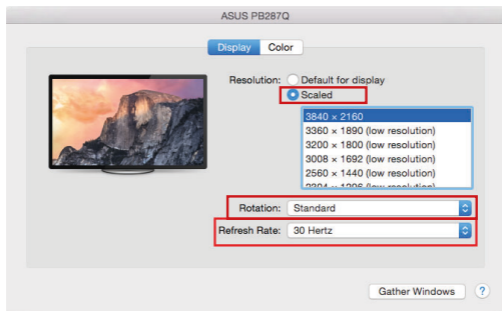 ASUS PB287Q
Display Color
Resolution: Default for display
Scaled
3840 × 2160
3360 × 1890 (low resolution)
3200 × 1800 (low resolution)
3008 × 1692 (low resolution)
2560 × 1440 (low resolution)
Rotation: Standard
Refresh Rate: 30 Hertz
Gather Windows ?